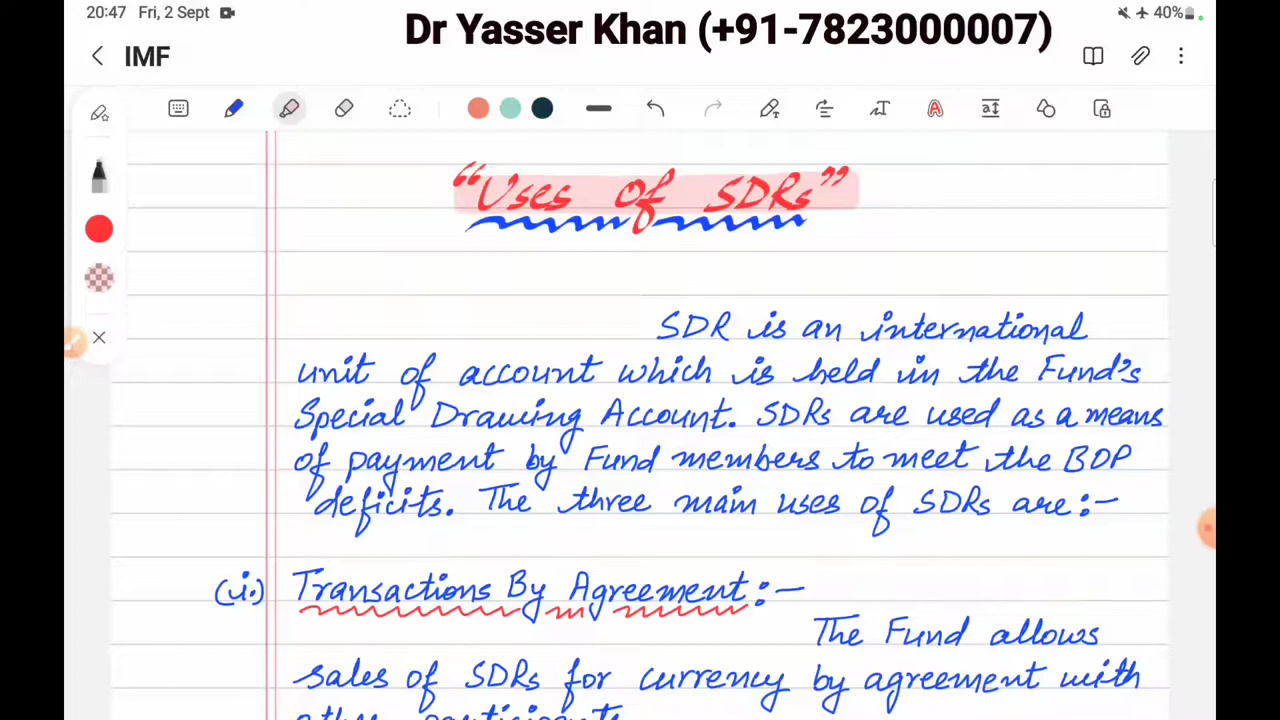 20:47 Fri, 2 Sept
40%
Dr Yasser Khan (+91-7823000007)
IMF
"Uses Of SDRs"
SDR is an international
unit of account which is held in the Fund's
Special Drawing Account. SDRs are used as a means
of payment by Fund members to meet the BOP
deficits. The three main uses of SDRs are:-
(i.) Transactions By Agreement:-
The Fund allows
sales of SDRs for currency by agreement with
other participants